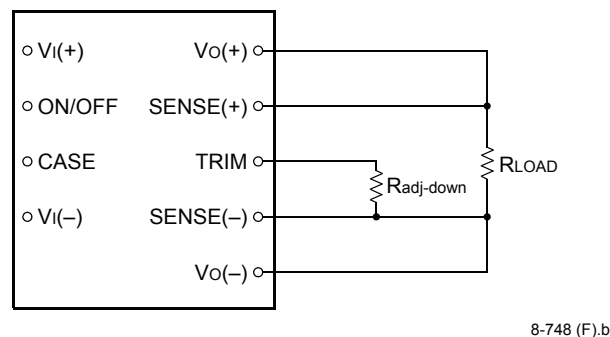 VI(+) VO(+)
ON/OFF SENSE(+)
CASE TRIM
RLOAD
Radj-down
VI(–) SENSE(–)
VO(–)
8-748 (F).b